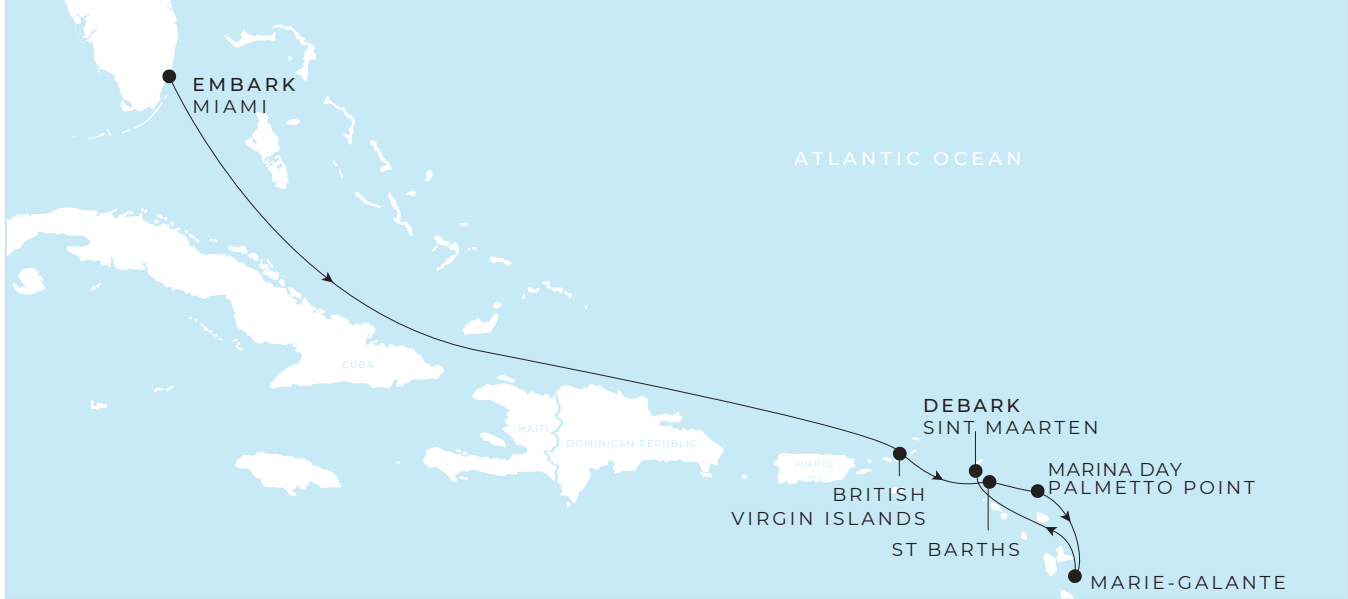 EMBARK
MIAMI
ATLANTIC OCEAN
CUBA
HAITI
DOMINICAN REPUBLIC
PUERTO
DEBARK
SINT MAARTEN
MARINA DAY
PALMETTO POINT
BRITISH
VIRGIN ISLANDS
ST BARTHS
MARIE-GALANTE